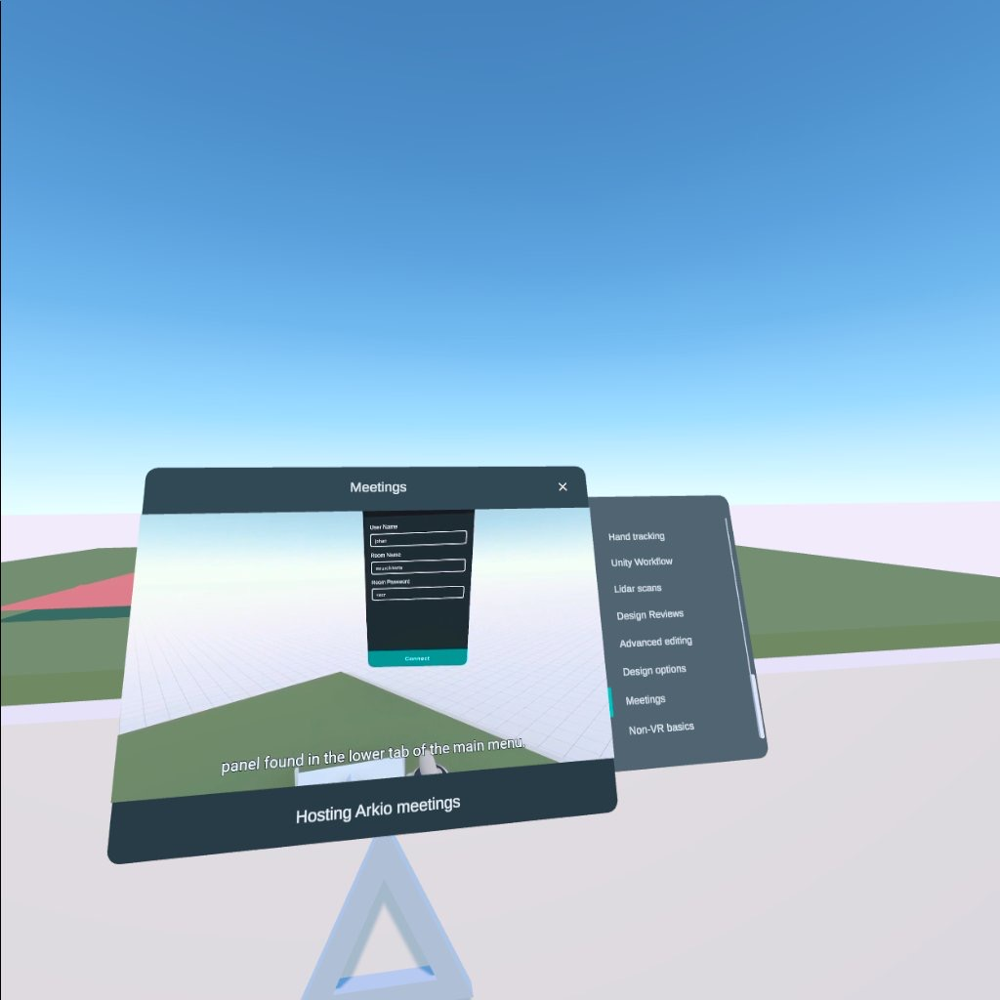 Meetings
User Name
johan
Room Name
Room Password
Connect
panel found in the lower tab of the main menu.
Hosting Arkio meetings
Hand tracking
Unity Workflow
Lidar scans
Design Reviews
Advanced editing
Design options
Meetings
Non-VR basics